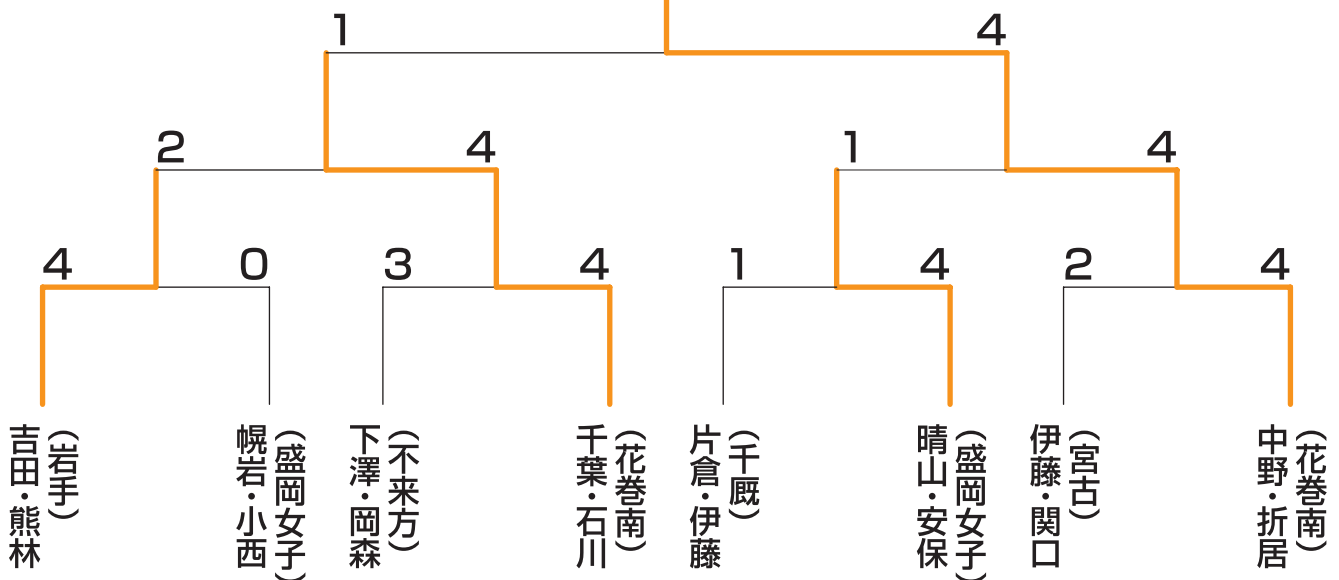 1 4
2 4 1 4
4 0 3 4 1 4 2 4
吉田・熊林
（岩手）
幌岩・小西
（盛岡女子）
下澤・岡森
（不来方）
千葉・石川
（花巻南）
片倉・伊藤
（千厩）
晴山・安保
（盛岡女子）
伊藤・関口
（宮古）
中野・折居
（花巻南）